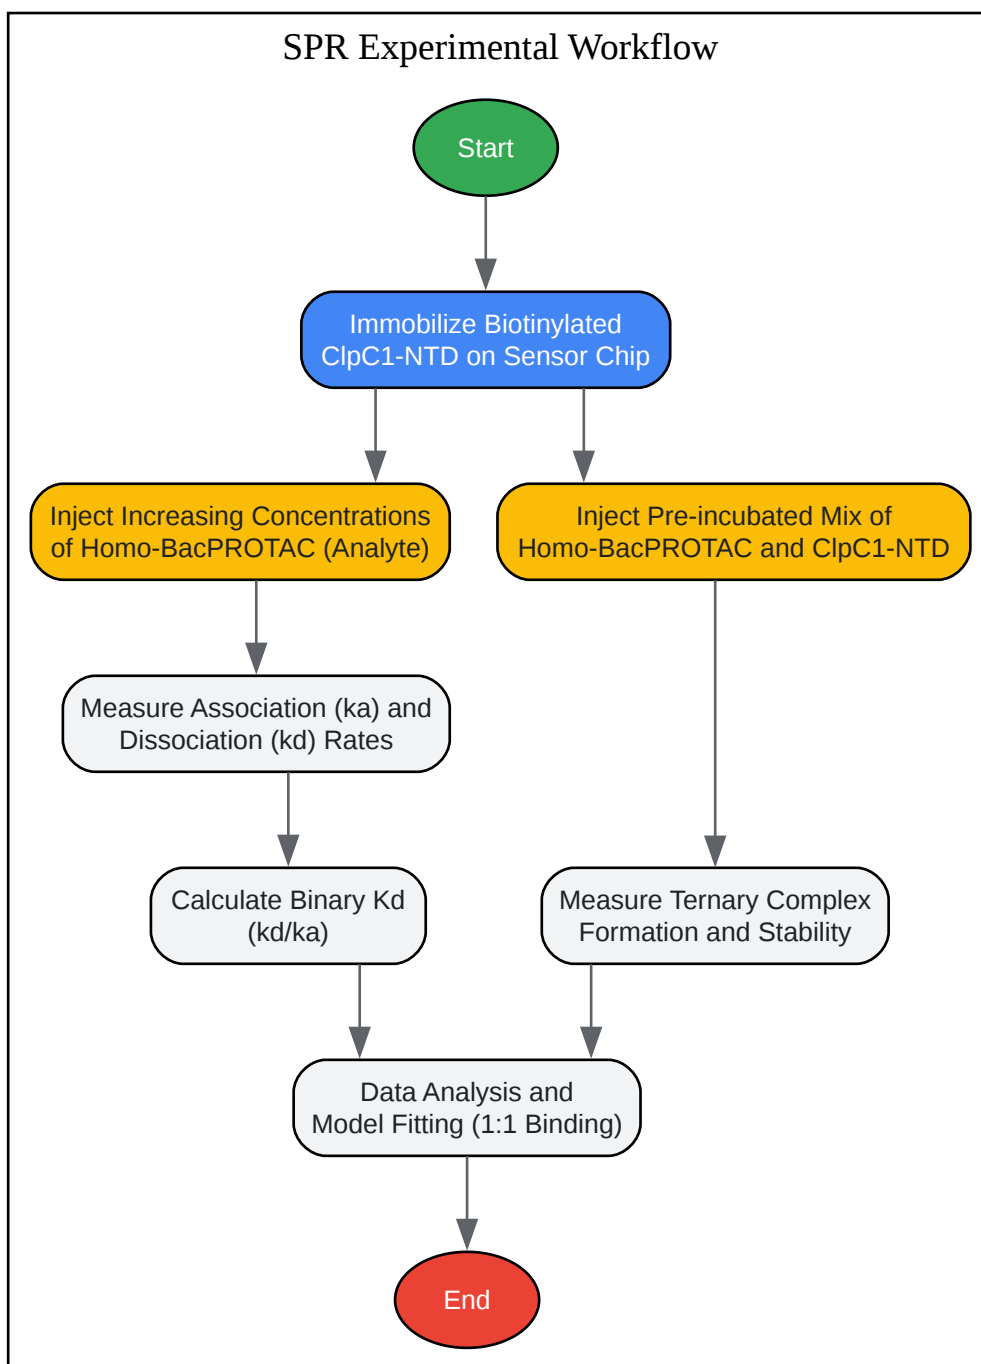 SPR Experimental Workflow
Start
Immobilize Biotinylated
ClpC1-NTD on Sensor Chip
Inject Increasing Concentrations
of Homo-BacPROTAC (Analyte)
Inject Pre-incubated Mix of
Homo-BacPROTAC and ClpC1-NTD
Measure Association (ka) and
Dissociation (kd) Rates
Calculate Binary Kd
(kd/ka)
Measure Ternary Complex
Formation and Stability
Data Analysis and
Model Fitting (1:1 Binding)
End